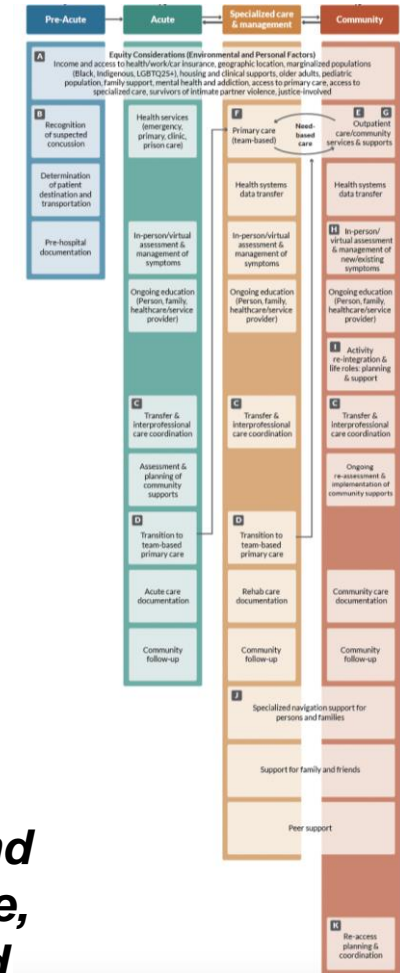 Pre-Acute
Acute
Specialized care
& management
Community
A
Equity Considerations (Environmental and Personal Factors)
Income and access to health/work/car insurance, geographic location, marginalized populations
(Black, Indigenous, LGBTQ2S+), housing and clinical supports, older adults, pediatric
population, family support, mental health and addiction, access to primary care, access to
specialized care, survivors of intimate partner violence, justice-involved
B
Recognition
of suspected
concussion
Determination
of patient
destination and
transportation
Pre-hospital
documentation
Health services
(emergency,
primary, clinic,
prison care)
In-person/virtual
assessment &
management of
symptoms
Ongoing education
(Person, family,
healthcare/service
provider)
C
Transfer &
interprofessional
care coordination
Assessment &
planning of
community
supports
D
Transition to
team-based
primary care
Acute care
documentation
Community
follow-up
F
Primary care
(team-based)
Need-
based
care
Health systems
data transfer
In-person/virtual
assessment &
management of
symptoms
Ongoing education
(Person, family,
healthcare/service
provider)
C
Transfer &
interprofessional
care coordination
D
Transition to
team-based
primary care
Rehab care
documentation
Community
follow-up
E G
Outpatient
care/community
services & supports
Health systems
data transfer
H In-person/
virtual assessment
& management of
new/existing
symptoms
Ongoing education
(Person, family,
healthcare/service
provider)
I Activity
re-integration &
life roles: planning
& support
C
Transfer &
interprofessional
care coordination
Ongoing
re-assessment &
implementation of
community supports
Community care
documentation
Community
follow-up
J
Specialized navigation support for
persons and families
Support for family and friends
Peer support
K
Re-access
planning &
coordination